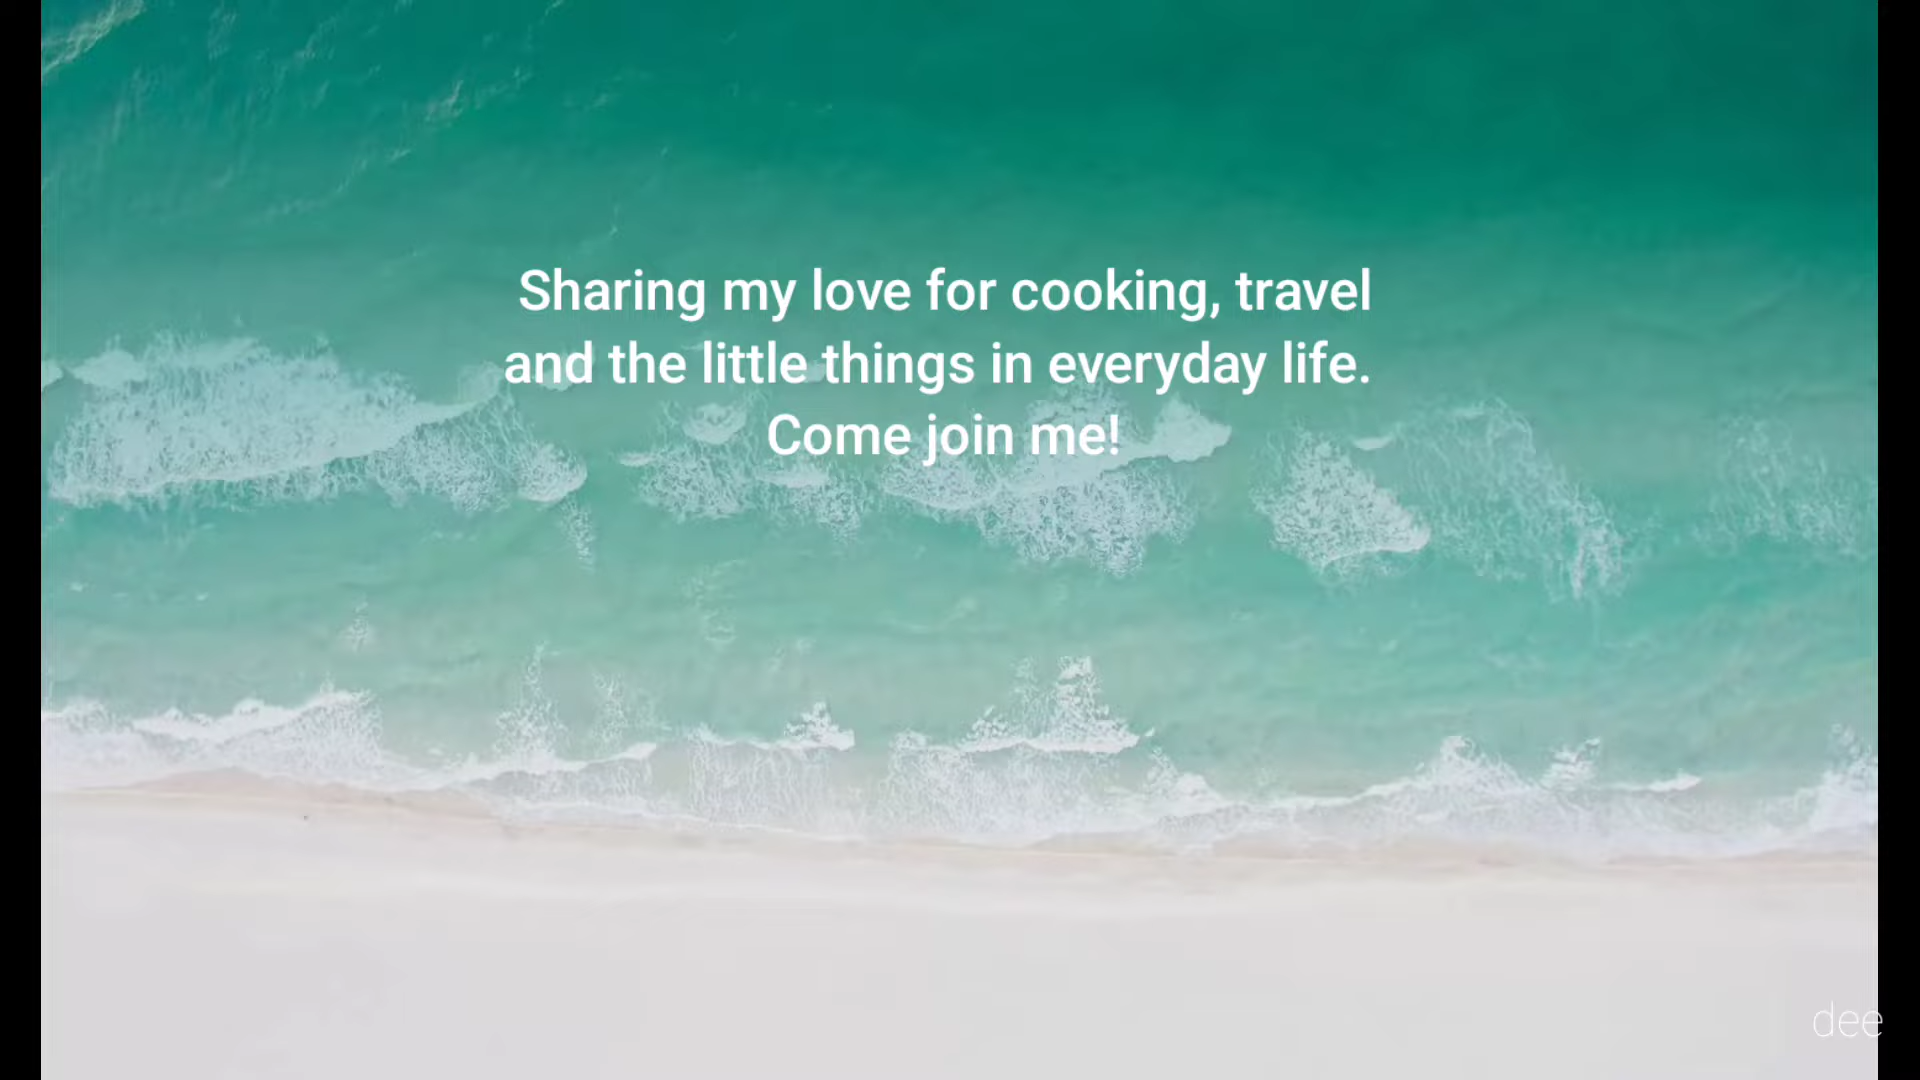 Sharing my love for cooking, travel
and the little things in everyday life.
Come join me!
dee